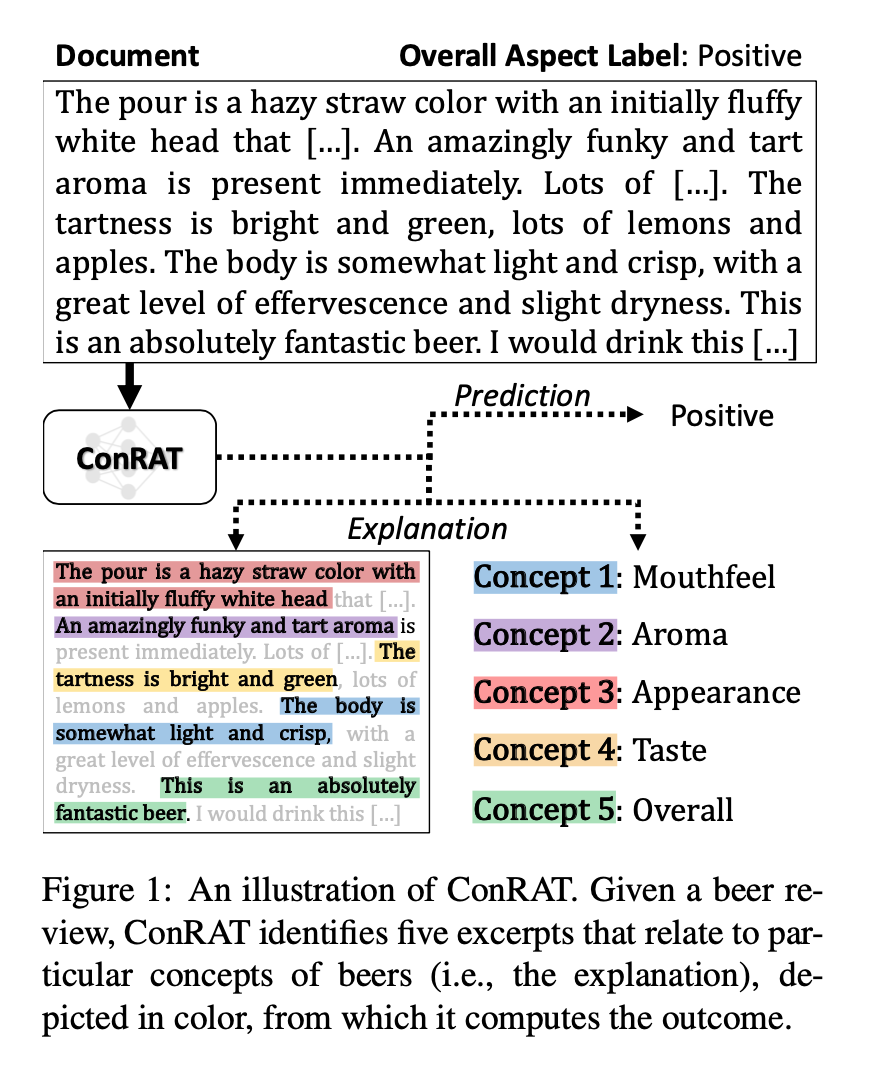 Document Overall Aspect Label: Positive
The pour is a hazy straw color with an initially fluffy
white head that [...]. An amazingly funky and tart
aroma is present immediately. Lots of [...]. The
tartness is bright and green, lots of lemons and
apples. The body is somewhat light and crisp, with a
great level of effervescence and slight dryness. This
is an absolutely fantastic beer. I would drink this [...]
Prediction
Positive
ConRAT
Explanation
The pour is a hazy straw color with
an initially fluffy white head that [...].
An amazingly funky and tart aroma is
present immediately. Lots of [...]. The
tartness is bright and green, lots of
lemons and apples. The body is
somewhat light and crisp, with a
great level of effervescence and slight
dryness. This is an absolutely
fantastic beer. I would drink this [...]
Concept 1: Mouthfeel
Concept 2: Aroma
Concept 3: Appearance
Concept 4: Taste
Concept 5: Overall
Figure 1: An illustration of ConRAT. Given a beer re-
view, ConRAT identifies five excerpts that relate to par-
ticular concepts of beers (i.e., the explanation), de-
picted in color, from which it computes the outcome.